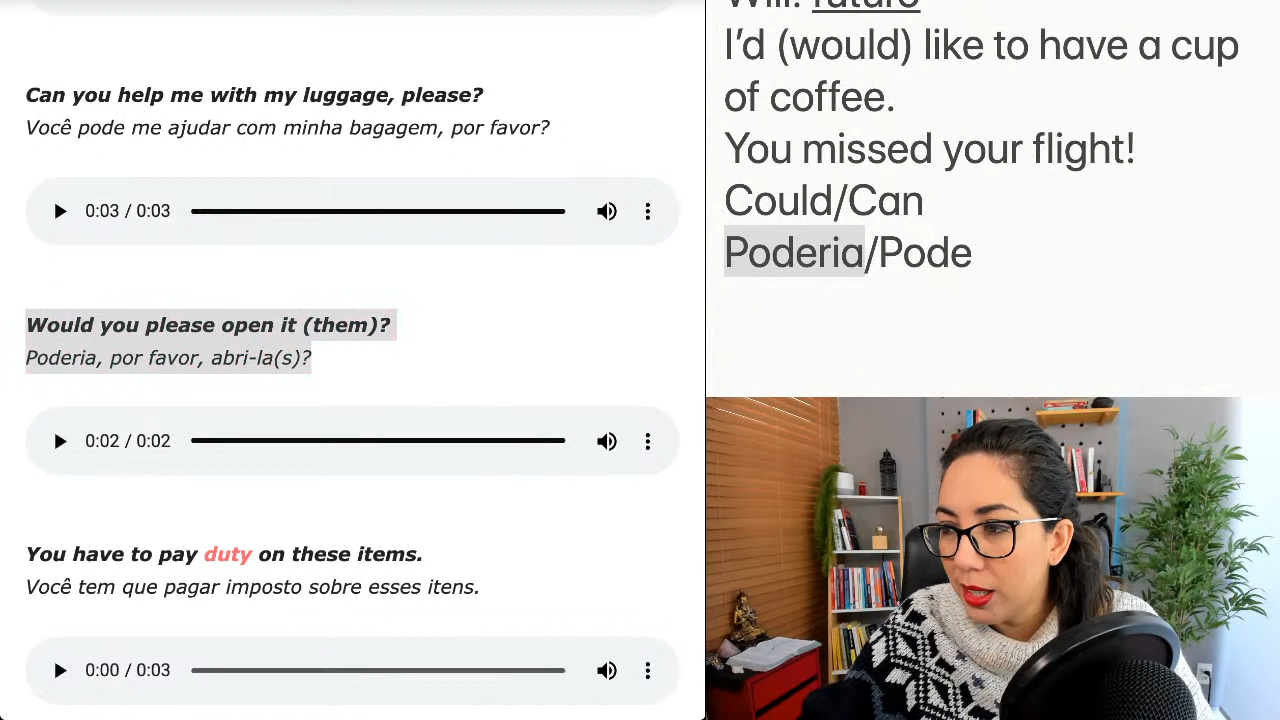 Can you help me with my luggage, please?
Você pode me ajudar com minha bagagem, por favor?
0:03 / 0:03
Would you please open it (them)?
Poderia, por favor, abri-la(s)?
0:02 / 0:02
You have to pay duty on these items.
Você tem que pagar imposto sobre esses itens.
0:00 / 0:03
Will: futuro
I’d (would) like to have a cup
of coffee.
You missed your flight!
Could/Can
Poderia/Pode